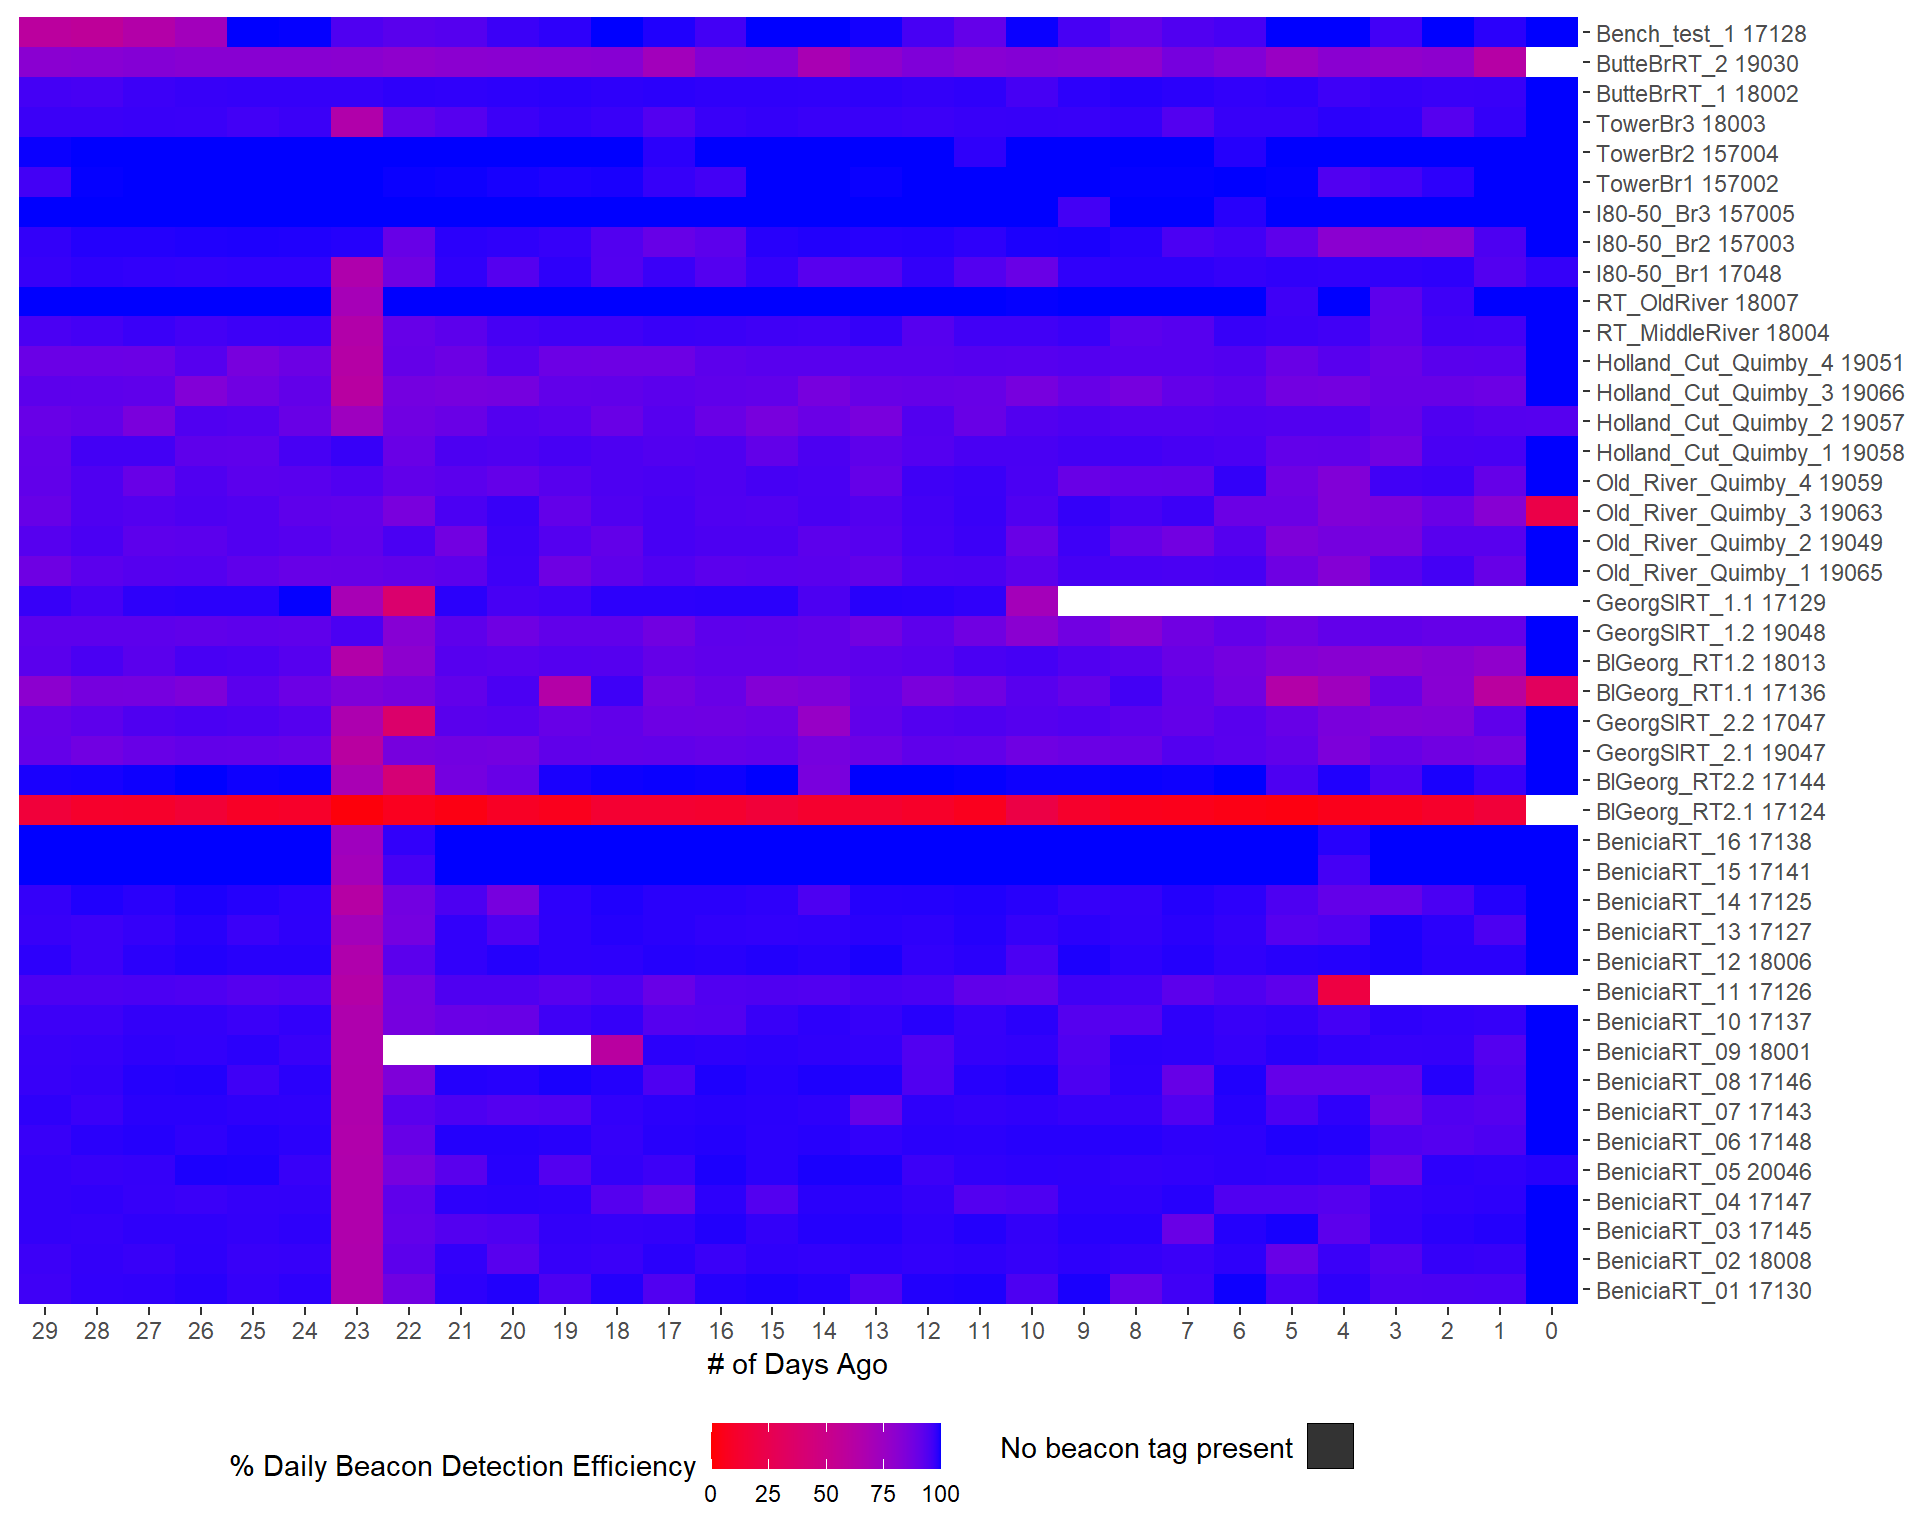 Bench_test_1 17128
ButteBrRT_2 19030
ButteBrRT_1 18002
TowerBr3 18003
TowerBr2 157004
TowerBr1 157002
I80-50_Br3 157005
I80-50_Br2 157003
I80-50_Br1 17048
RT_OldRiver 18007
RT_MiddleRiver 18004
Holland_Cut_Quimby_4 19051
Holland_Cut_Quimby_3 19066
Holland_Cut_Quimby_2 19057
Holland_Cut_Quimby_1 19058
Old_River_Quimby_4 19059
Old_River_Quimby_3 19063
Old_River_Quimby_2 19049
Old_River_Quimby_1 19065
GeorgSlRT_1.1 17129
GeorgSlRT_1.2 19048
BlGeorg_RT1.2 18013
BlGeorg_RT1.1 17136
GeorgSlRT_2.2 17047
GeorgSlRT_2.1 19047
BlGeorg_RT2.2 17144
BlGeorg_RT2.1 17124
BeniciaRT_16 17138
BeniciaRT_15 17141
BeniciaRT_14 17125
BeniciaRT_13 17127
BeniciaRT_12 18006
BeniciaRT_11 17126
BeniciaRT_10 17137
BeniciaRT_09 18001
BeniciaRT_08 17146
BeniciaRT_07 17143
BeniciaRT_06 17148
BeniciaRT_05 20046
BeniciaRT_04 17147
BeniciaRT_03 17145
BeniciaRT_02 18008
BeniciaRT_01 17130
29 28 27 26 25 24 23 22 21 20 19 18 17 16 15 14 13 12 11 10 9 8 7 6 5 4 3 2 1 0
# of Days Ago
% Daily Beacon Detection Efficiency
0 25 50 75 100
No beacon tag present